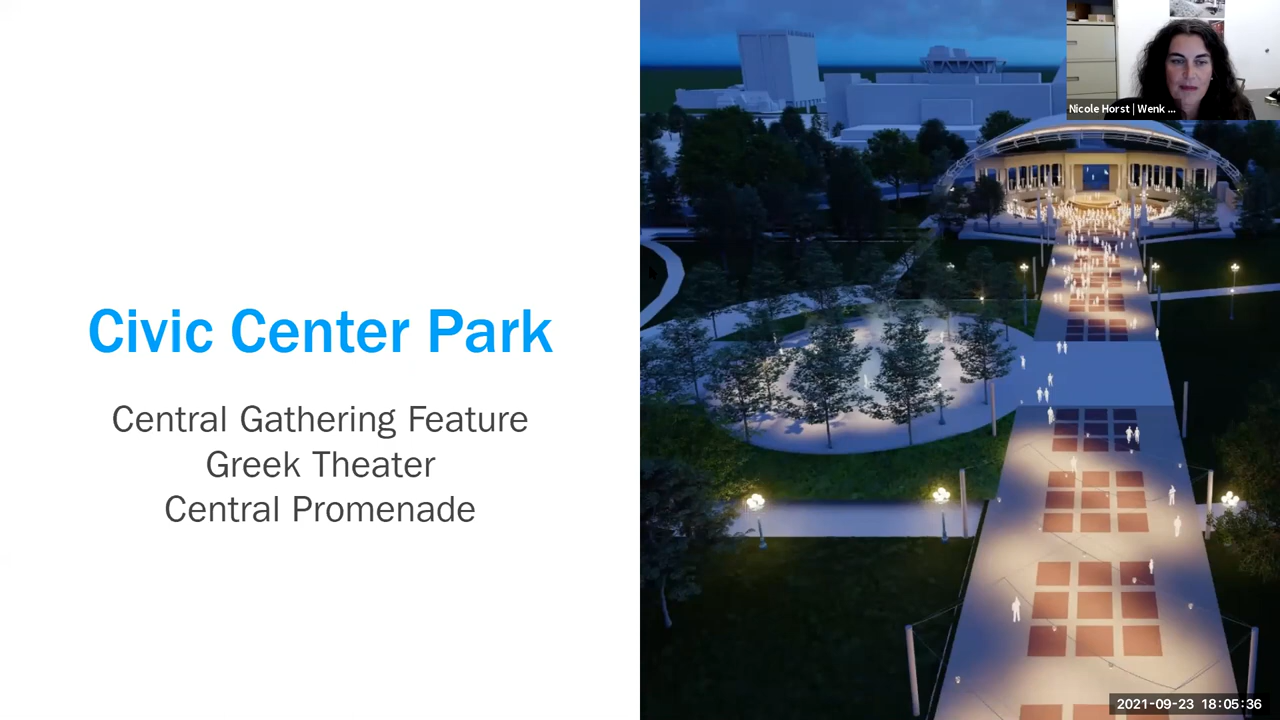 Civic Center Park
Central Gathering Feature
Greek Theater
Central Promenade
Nicole Horst | Wenk ...
2021-09-23 18:05:36